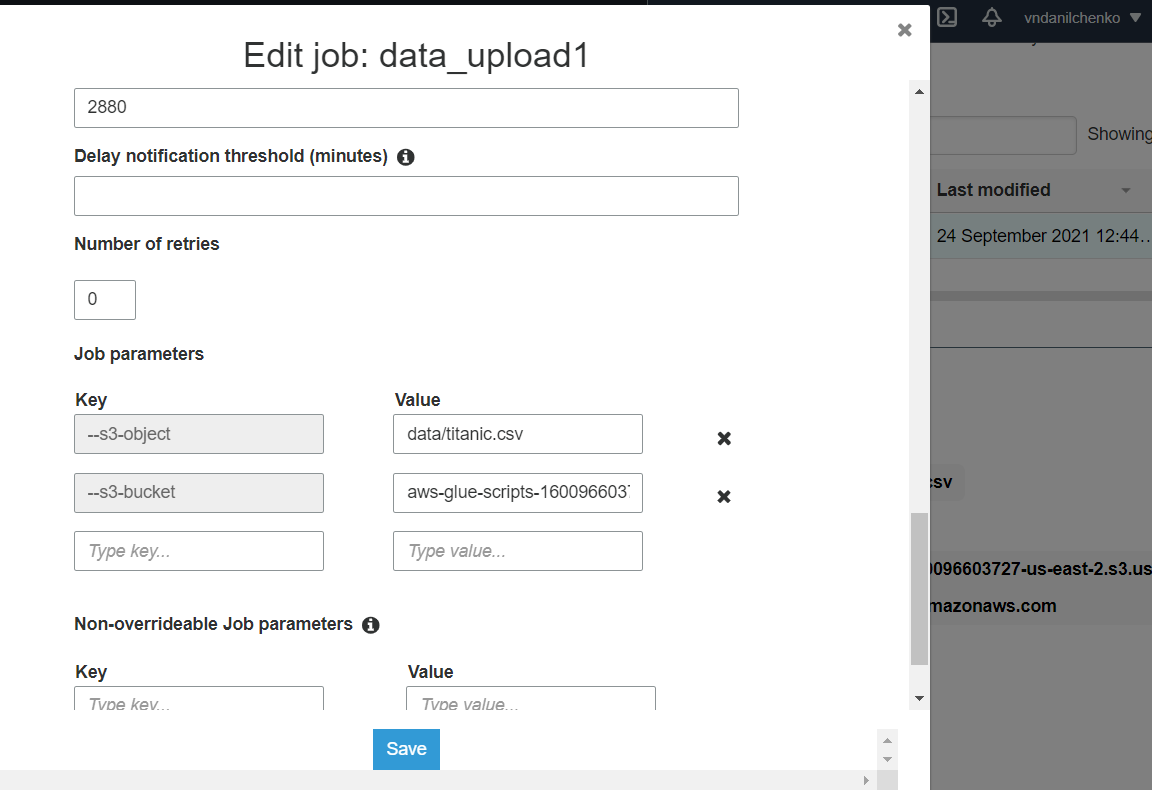 vndanilchenko
Edit job: data_upload1
2880
Delay notification threshold (minutes)
Number of retries
0
Job parameters
Key Value
--s3-object data/titanic.csv
--s3-bucket aws-glue-scripts-160096603
Type key... Type value...
Non-overrideable Job parameters
Key Value
Type key... Type value...
Save
Showing
Last modified
24 September 2021 12:44...
csv
0096603727-us-east-2.s3.us
mazonaws.com